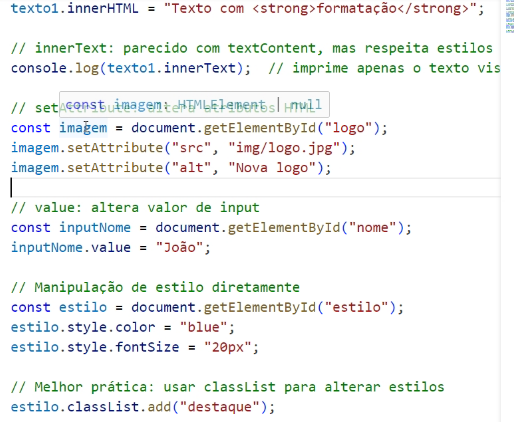 texto1.innerHTML = "Texto com <strong>formatação</strong>";
// innerText: parecido com textContent, mas respeita estilos
console.log(texto1.innerText);  // imprime apenas o texto vis
const imagem: HTMLElement | null
// setAttribute: altera atributos HTML
const imagem = document.getElementById("logo");
imagem.setAttribute("src", "img/logo.jpg");
imagem.setAttribute("alt", "Nova logo");
// value: altera valor de input
const inputNome = document.getElementById("nome");
inputNome.value = "João";
// Manipulação de estilo diretamente
const estilo = document.getElementById("estilo");
estilo.style.color = "blue";
estilo.style.fontSize = "20px";
// Melhor prática: usar classList para alterar estilos
estilo.classList.add("destaque");